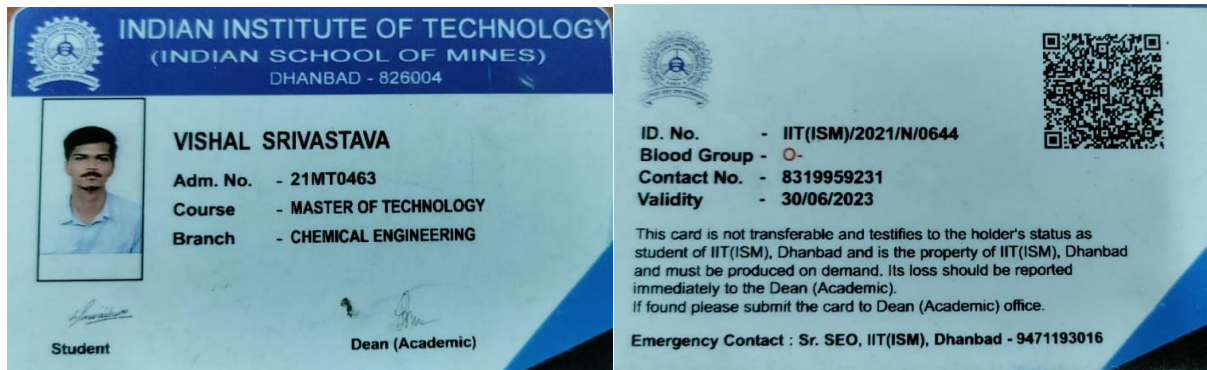 INDIAN INSTITUTE OF TECHNOLOGY
(INDIAN SCHOOL OF MINES)
DHANBAD - 826004
VISHAL SRIVASTAVA
Adm. No. - 21MT0463
Course - MASTER OF TECHNOLOGY
Branch - CHEMICAL ENGINEERING
Student
Dean (Academic)
ID. No. - IIT(ISM)/2021/N/0644
Blood Group - O-
Contact No. - 8319959231
Validity - 30/06/2023
This card is not transferable and testifies to the holder's status as
student of IIT(ISM), Dhanbad and is the property of IIT(ISM), Dhanbad
and must be produced on demand. Its loss should be reported
immediately to the Dean (Academic).
If found please submit the card to Dean (Academic) office.
Emergency Contact : Sr. SEO, IIT(ISM), Dhanbad - 9471193016